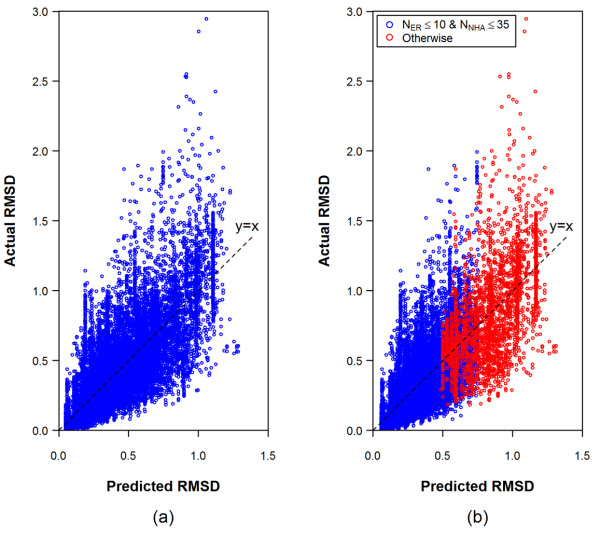 3.0
2.5
2.0
1.5
1.0
0.5
0.0
Actual RMSD
y=x
0.0 0.5 1.0 1.5
Predicted RMSD
(a)
N_ER ≤ 10 & N_NHA ≤ 35
Otherwise
3.0
2.5
2.0
1.5
1.0
0.5
0.0
Actual RMSD
y=x
0.0 0.5 1.0 1.5
Predicted RMSD
(b)